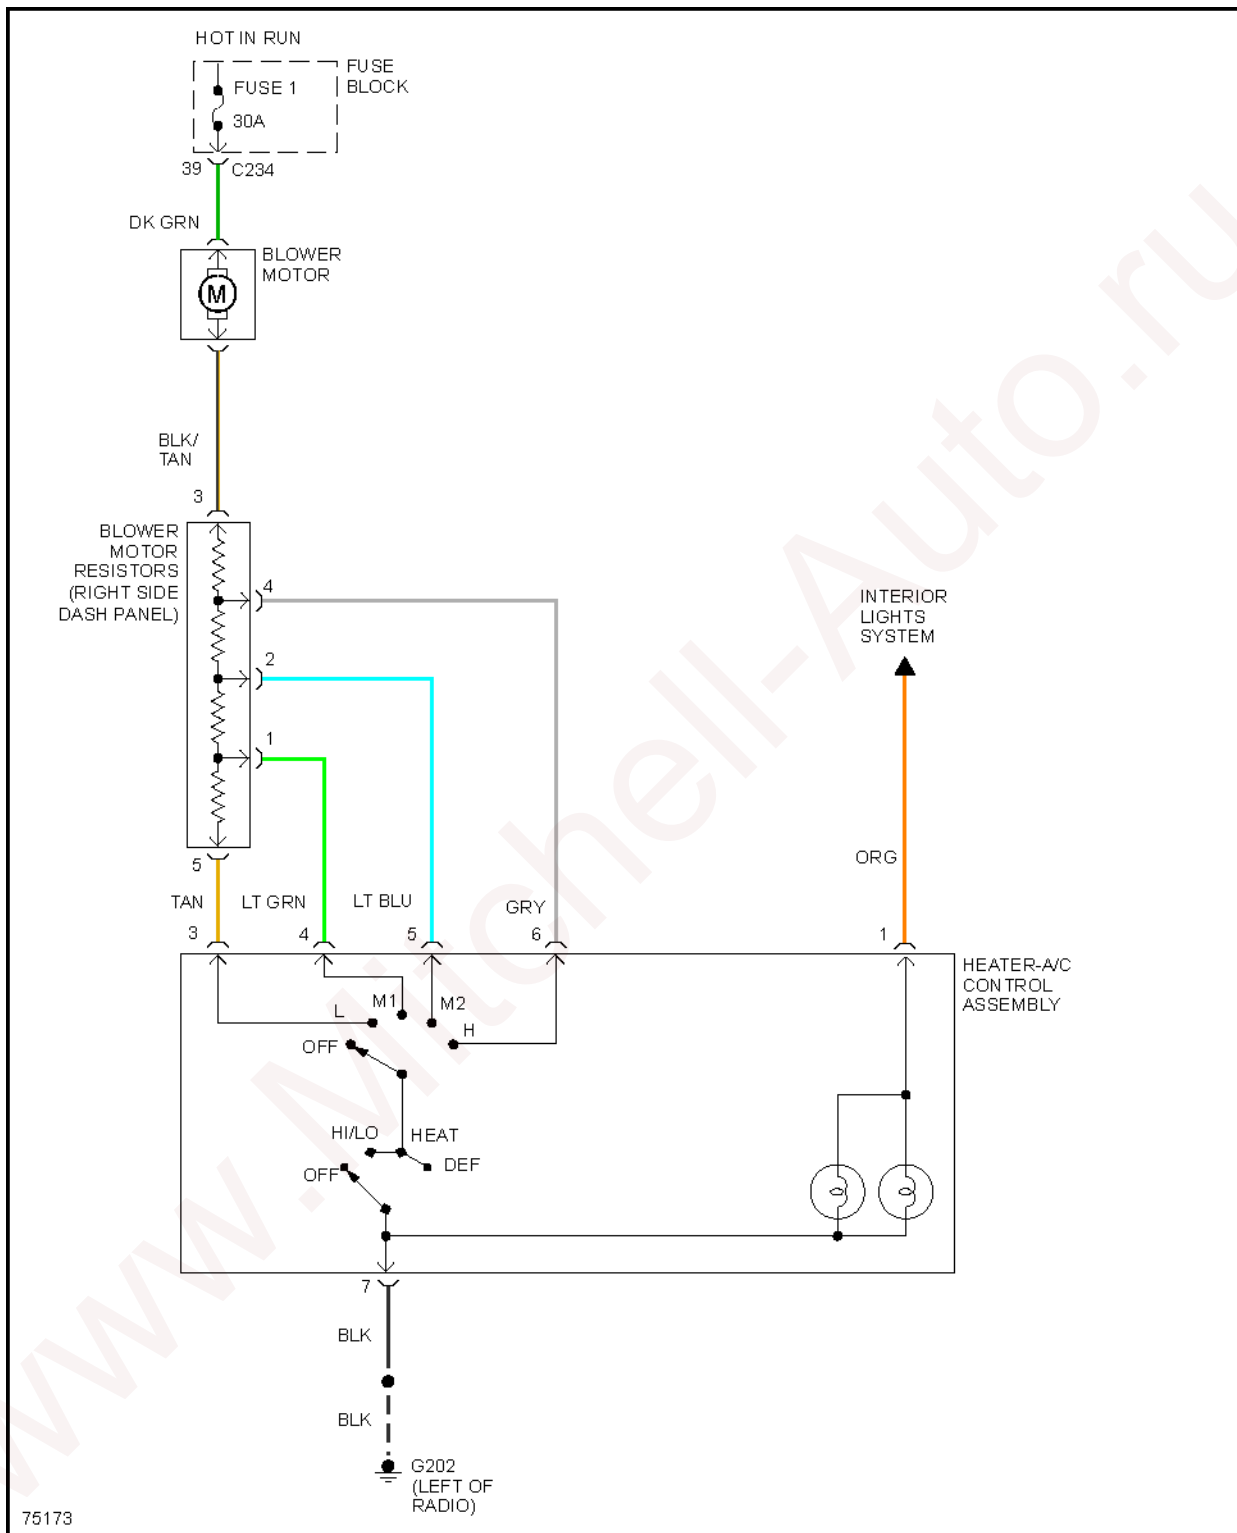 HOT IN RUN
FUSE
BLOCK
FUSE 1
30A
39
C234
DK GRN
BLOWER
MOTOR
M
BLK/
TAN
3
BLOWER
MOTOR
RESISTORS
(RIGHT SIDE
DASH PANEL)
4
2
1
5
INTERIOR
LIGHTS
SYSTEM
ORG
TAN
LT GRN
LT BLU
GRY
3
4
5
6
1
HEATER-A/C
CONTROL
ASSEMBLY
L
M1
M2
H
OFF
HI/LO
HEAT
OFF
DEF
7
BLK
BLK
G202
(LEFT OF
RADIO)
75173
www.Mitchell-Auto.ru